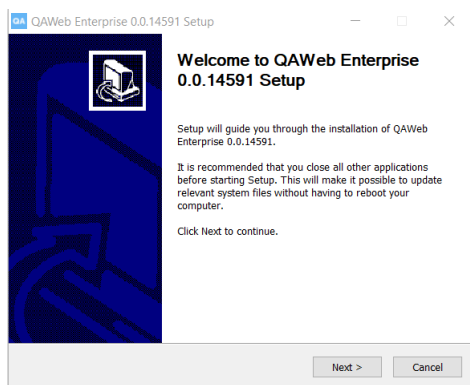 QA QAWeb Enterprise 0.0.14591 Setup
Welcome to QAWeb Enterprise
0.0.14591 Setup
Setup will guide you through the installation of QAWeb
Enterprise 0.0.14591.
It is recommended that you close all other applications
before starting Setup. This will make it possible to update
relevant system files without having to reboot your
computer.
Click Next to continue.
Next >
Cancel